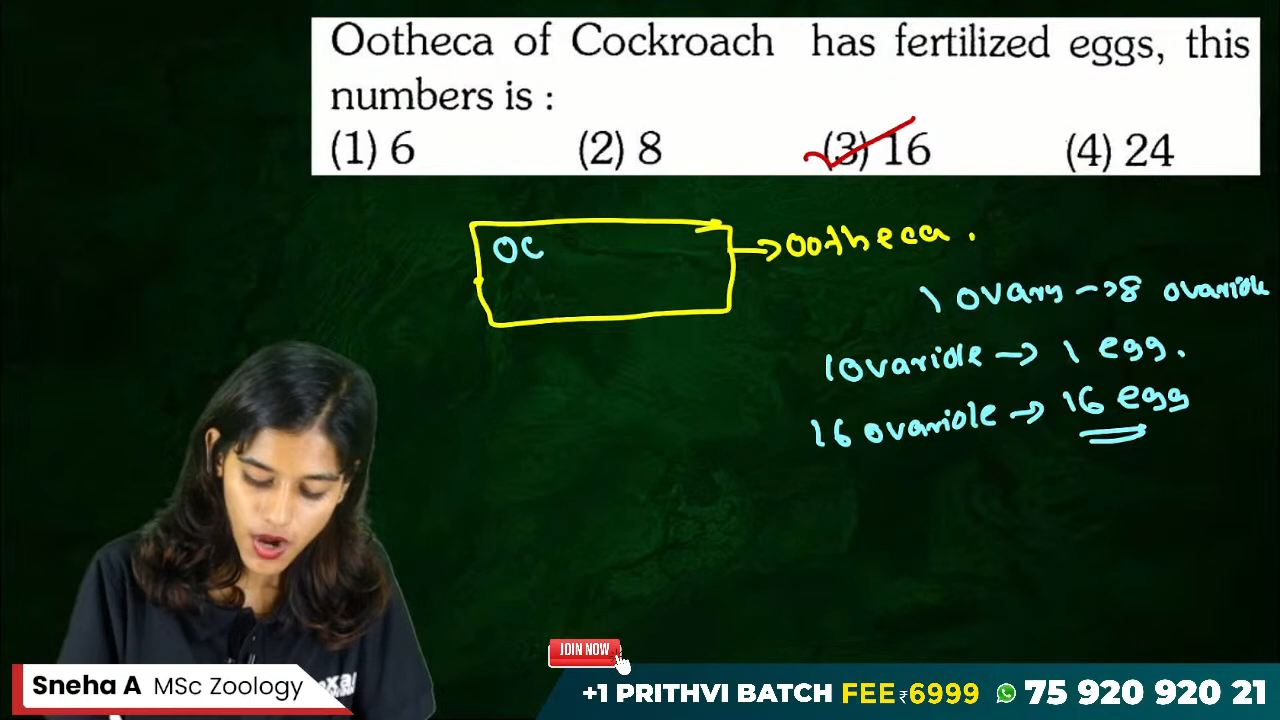 Ootheca of Cockroach has fertilized eggs, this
numbers is :
(1) 6 (2) 8 (3) 16 (4) 24
OC
Ootheca.
1 ovary → 8 ovariole
1 ovariole → 1 egg.
16 ovariole → 16 egg
JOIN NOW
Sneha A MSc Zoology
+1 PRITHVI BATCH FEE ₹6999 75 920 920 21